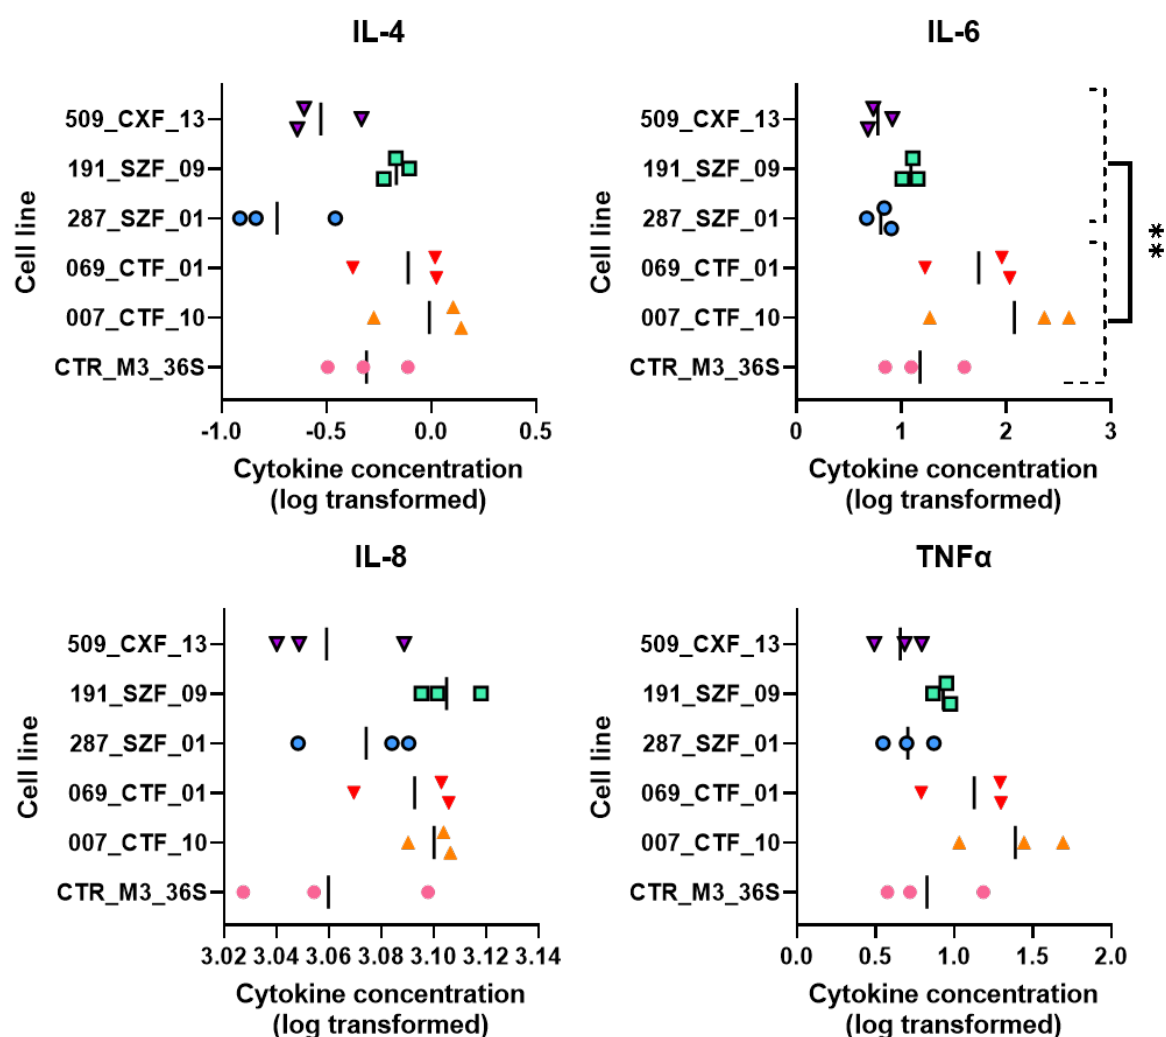 IL-4
509_CXF_13
191_SZF_09
287_SZF_01
069_CTF_01
007_CTF_10
CTR_M3_36S
Cell line
-1.0 -0.5 0.0 0.5
Cytokine concentration
(log transformed)
IL-6
509_CXF_13
191_SZF_09
287_SZF_01
069_CTF_01
007_CTF_10
CTR_M3_36S
Cell line
**
0 1 2 3
Cytokine concentration
(log transformed)
IL-8
509_CXF_13
191_SZF_09
287_SZF_01
069_CTF_01
007_CTF_10
CTR_M3_36S
Cell line
3.02 3.04 3.06 3.08 3.10 3.12 3.14
Cytokine concentration
(log transformed)
TNFα
509_CXF_13
191_SZF_09
287_SZF_01
069_CTF_01
007_CTF_10
CTR_M3_36S
Cell line
0.0 0.5 1.0 1.5 2.0
Cytokine concentration
(log transformed)